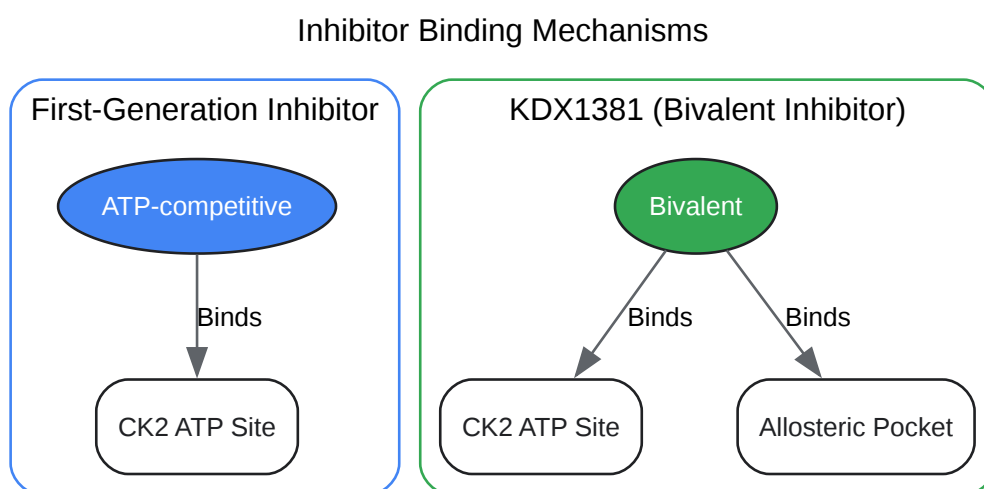 Inhibitor Binding Mechanisms
First-Generation Inhibitor
ATP-competitive
Binds
CK2 ATP Site
KDX1381 (Bivalent Inhibitor)
Bivalent
Binds
Binds
CK2 ATP Site
Allosteric Pocket